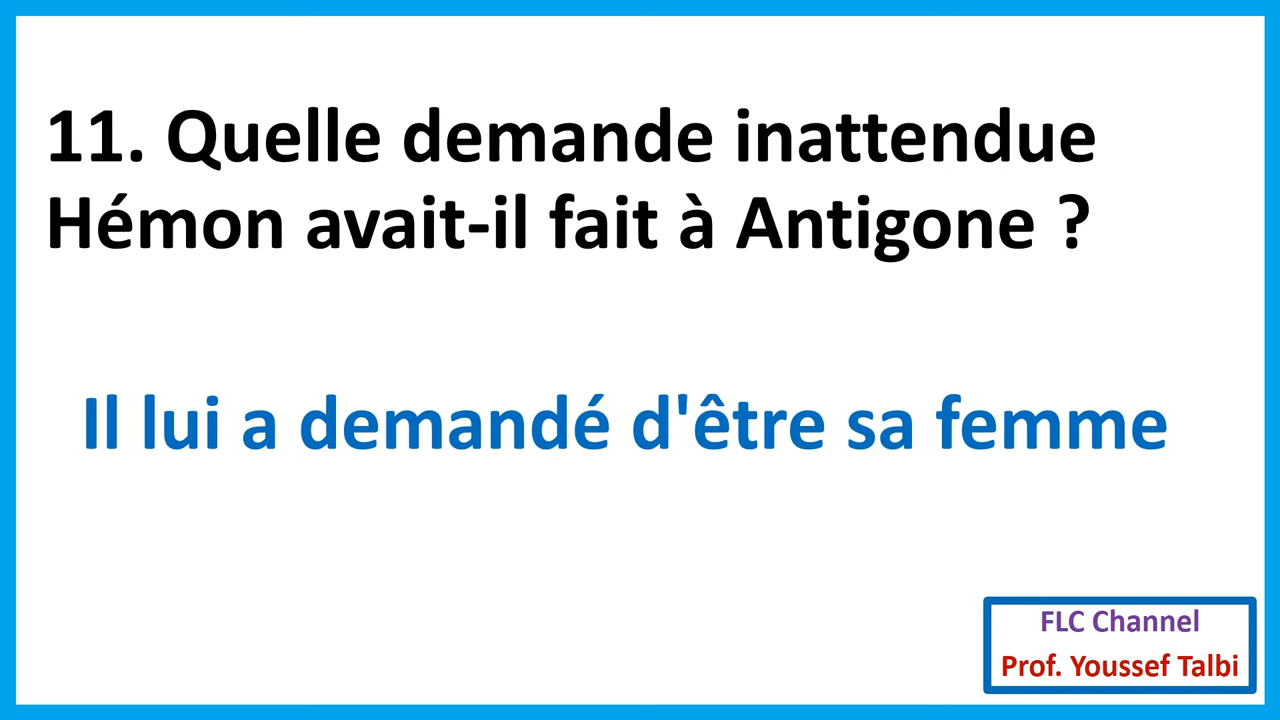 11. Quelle demande inattendue
Hémon avait-il fait à Antigone ?
Il lui a demandé d'être sa femme
FLC Channel
Prof. Youssef Talbi